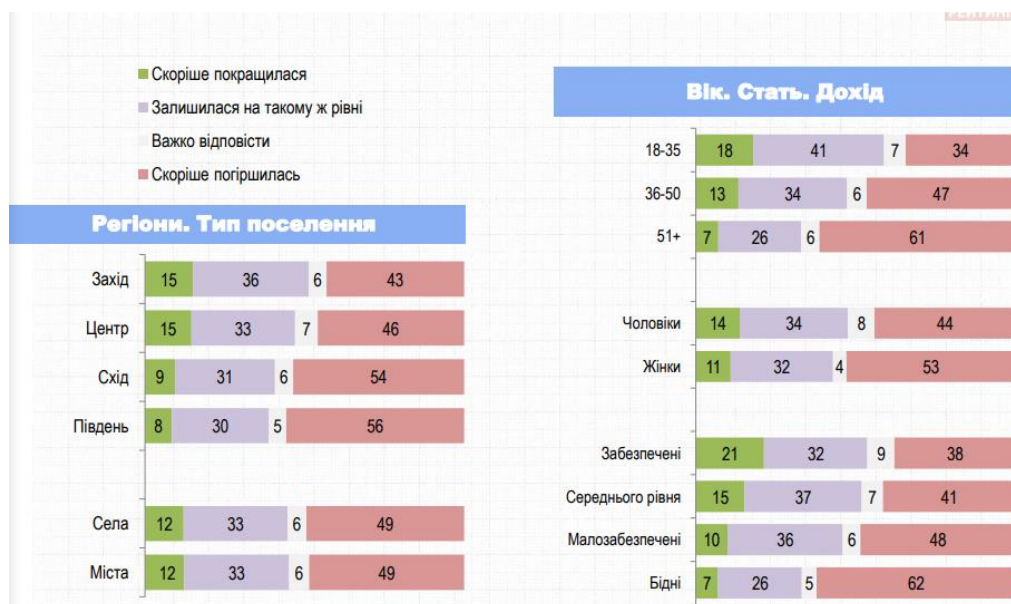 РЕЙТИНГ
Скоріше покращилася
Залишилася на такому ж рівні
Важко відповісти
Скоріше погіршилась
Регіони. Тип поселення
Захід 15 36 6 43
Центр 15 33 7 46
Схід 9 31 6 54
Південь 8 30 5 56
Села 12 33 6 49
Міста 12 33 6 49
Вік. Стать. Дохід
18-35 18 41 7 34
36-50 13 34 6 47
51+ 7 26 6 61
Чоловіки 14 34 8 44
Жінки 11 32 4 53
Забезпечені 21 32 9 38
Середнього рівня 15 37 7 41
Малозабезпечені 10 36 6 48
Бідні 7 26 5 62